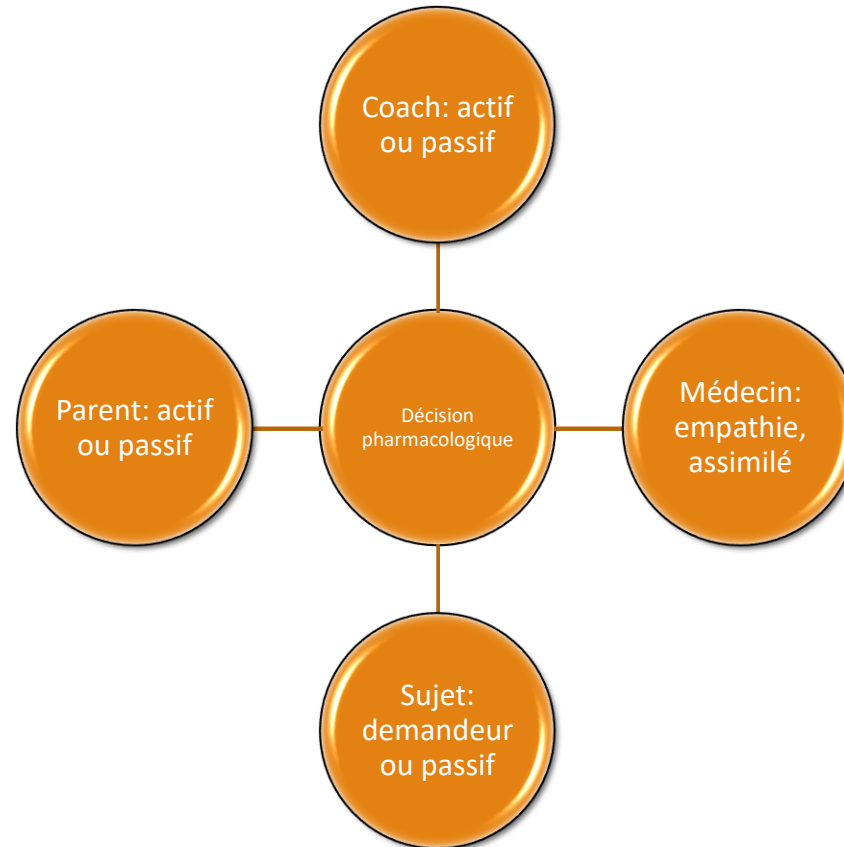 Coach: actif
ou passif
Parent: actif
ou passif
Décision
pharmacologique
Médecin:
empathie,
assimilé
Sujet:
demandeur
ou passif